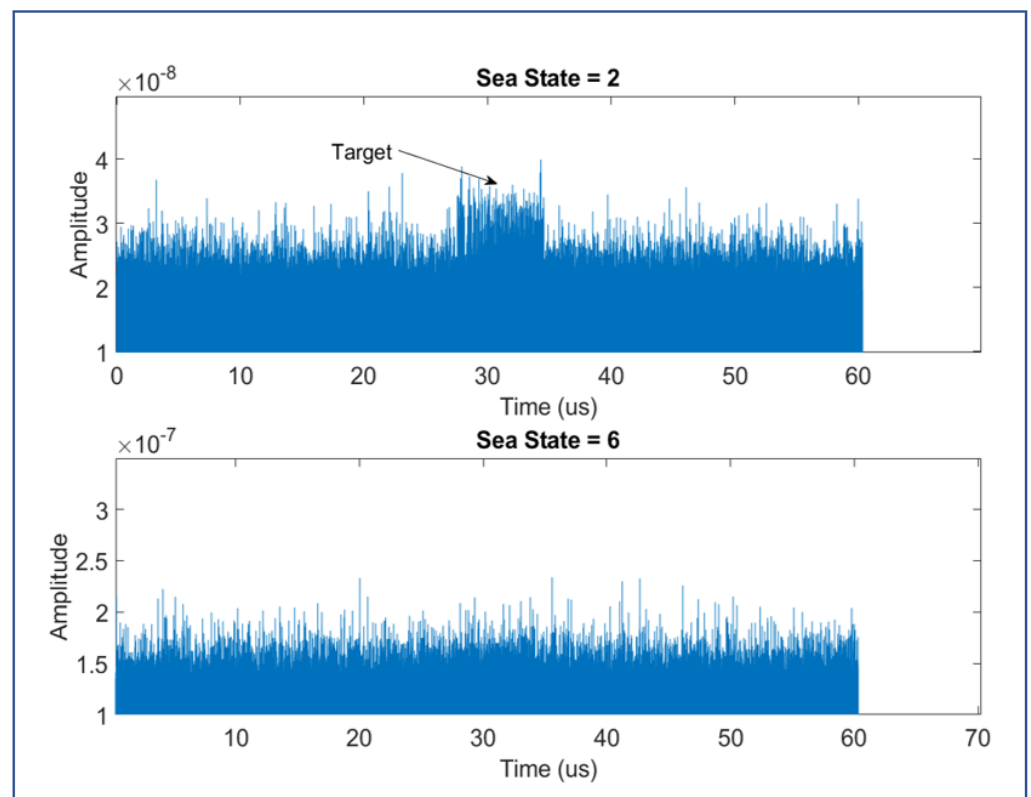 ×10⁻⁸
Sea State = 2
Target
4
3
2
1
Amplitude
0 10 20 30 40 50 60
Time (us)
×10⁻⁷
Sea State = 6
3
2.5
2
1.5
1
Amplitude
10 20 30 40 50 60 70
Time (us)